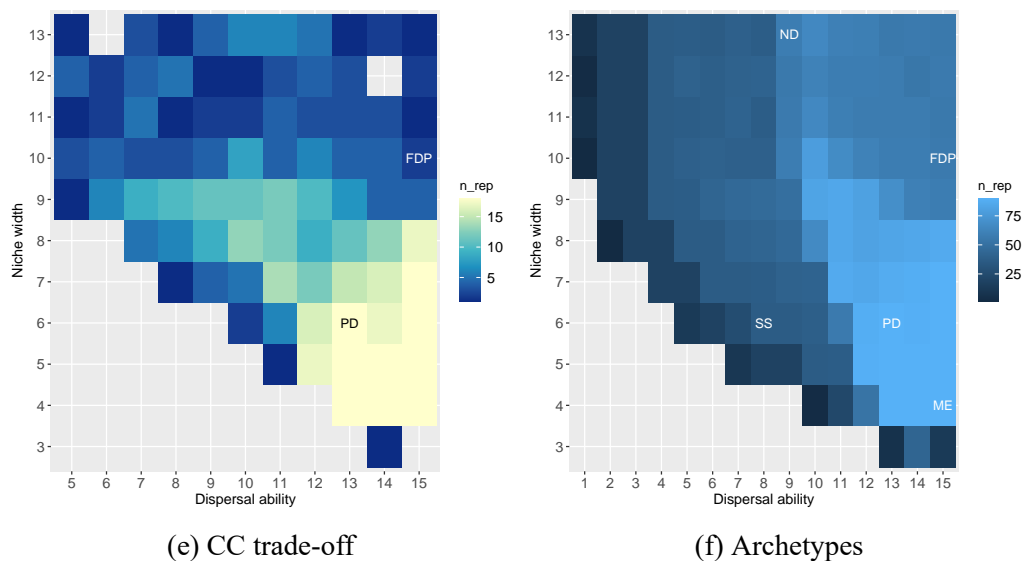 13
12
11
10
9
8
7
6
5
4
3
Niche width
FDP
PD
5 6 7 8 9 10 11 12 13 14 15
Dispersal ability
n_rep
15
10
5
(e) CC trade-off
13
12
11
10
9
8
7
6
5
4
3
Niche width
ND
FDP
SS
PD
ME
1 2 3 4 5 6 7 8 9 10 11 12 13 14 15
Dispersal ability
n_rep
75
50
25
(f) Archetypes